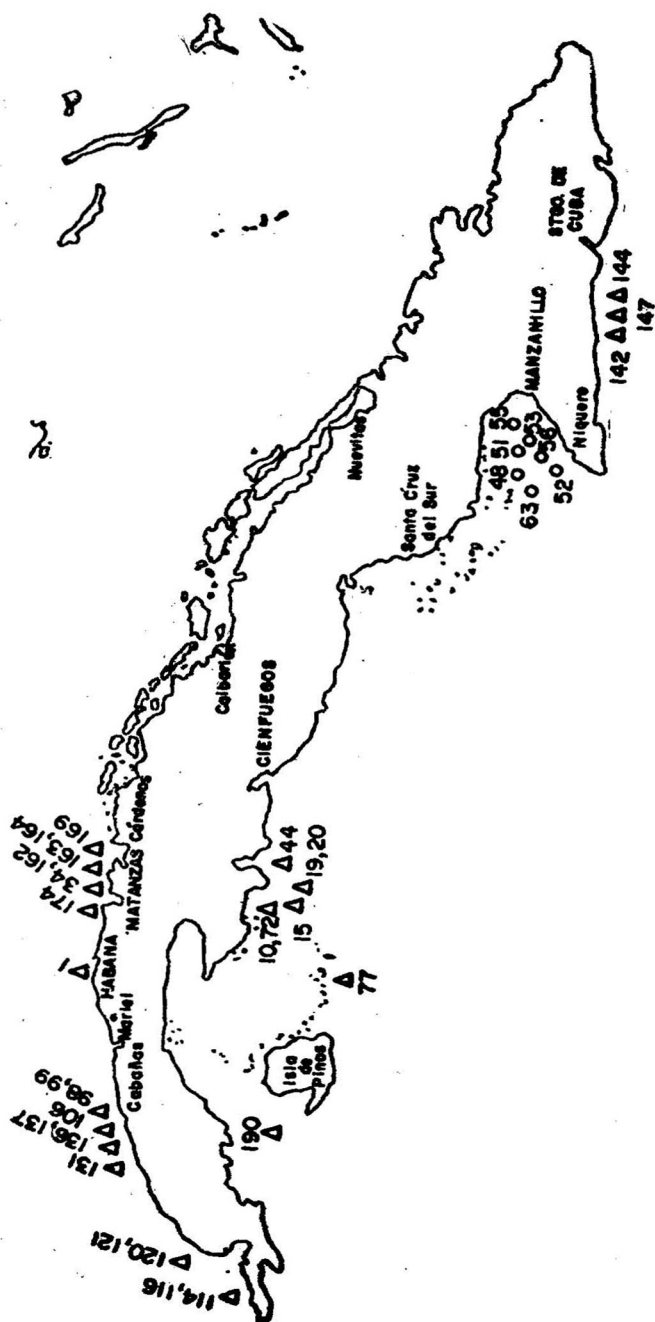 114,116
120,121
131
136,137
106
98,99
Cabañas
Mariel
HABANA
1
174
34,162
163,164
169
MATANZAS
Cárdenas
190
Isla
de
Pinos
77
10,72
15
19,20
44
CIENFUEGOS
Caibarien
Nuevitas
Santa Cruz
del Sur
48
51
55
53
56
63
52
MANZANILLO
Niquero
STGO. DE
CUBA
142
144
147